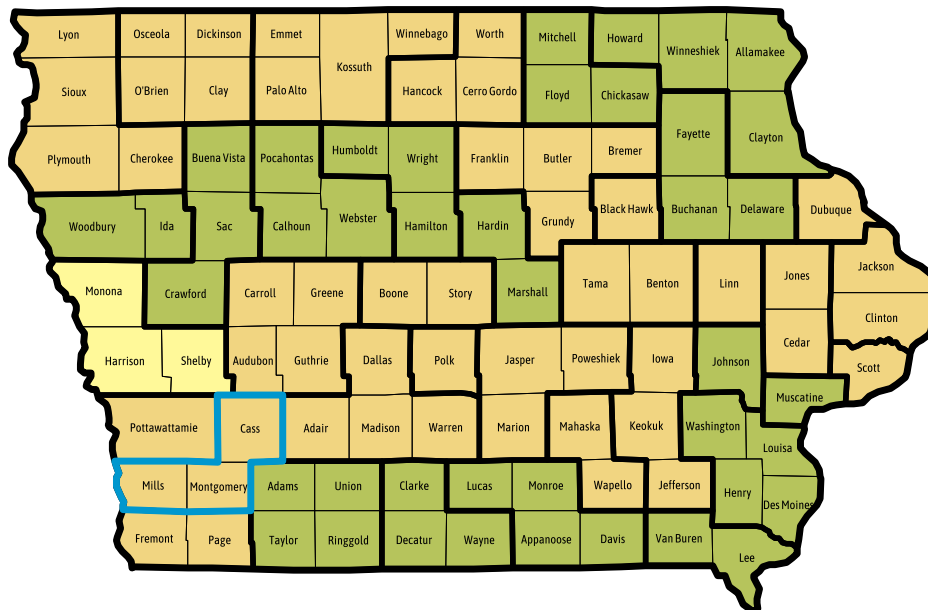 Lyon
Osceola
Dickinson
Emmet
Kossuth
Winnebago
Worth
Mitchell
Howard
Winneshiek
Allamakee
Sioux
O'Brien
Clay
Palo Alto
Hancock
Cerro Gordo
Floyd
Chickasaw
Plymouth
Cherokee
Buena Vista
Pocahontas
Humboldt
Wright
Franklin
Butler
Bremer
Fayette
Clayton
Woodbury
Ida
Sac
Calhoun
Webster
Hamilton
Hardin
Grundy
Black Hawk
Buchanan
Delaware
Dubuque
Monona
Crawford
Carroll
Greene
Boone
Story
Marshall
Tama
Benton
Linn
Jones
Jackson
Clinton
Harrison
Shelby
Audubon
Guthrie
Dallas
Polk
Jasper
Poweshiek
Iowa
Johnson
Cedar
Scott
Pottawattamie
Cass
Adair
Madison
Warren
Marion
Mahaska
Keokuk
Washington
Muscatine
Louisa
Mills
Montgomery
Adams
Union
Clarke
Lucas
Monroe
Wapello
Jefferson
Henry
Des Moines
Fremont
Page
Taylor
Ringgold
Decatur
Wayne
Appanoose
Davis
Van Buren
Lee